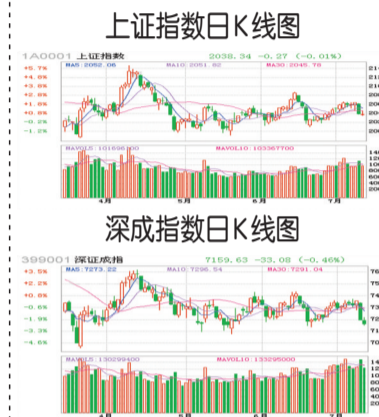 上证指数日K线图
1A0001 上证指数 2038.34 -0.27 (-0.01%)
MA5:2052.06 MA10:2051.82 MA30:2045.78
+5.7%
+4.8%
+3.8%
+2.8%
+1.8%
+0.8%
-0.2%
-1.2%
MAVOL10:103367700
4月 5月 6月 7月
深成指数日K线图
399001 深证成指 7159.63 -33.08 (-0.46%)
MA5:7273.22 MA10:7296.54 MA30:7291.04
+3.5%
+2.2%
+0.8%
-0.6%
-1.9%
-3.3%
-4.6%
MAVOL5:130299400 MAVOL10:133295000
4月 5月 6月 7月